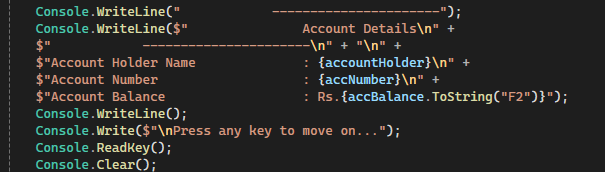 Console.WriteLine("            ----------------------");
Console.WriteLine($"               Account Details\n" +
$"            ----------------------\n" + "\n" +
$"Account Holder Name              : {accountHolder}\n" +
$"Account Number                   : {accNumber}\n" +
$"Account Balance                  : Rs.{accBalance.ToString("F2")}");
Console.WriteLine();
Console.Write($"\nPress any key to move on...");
Console.ReadKey();
Console.Clear();